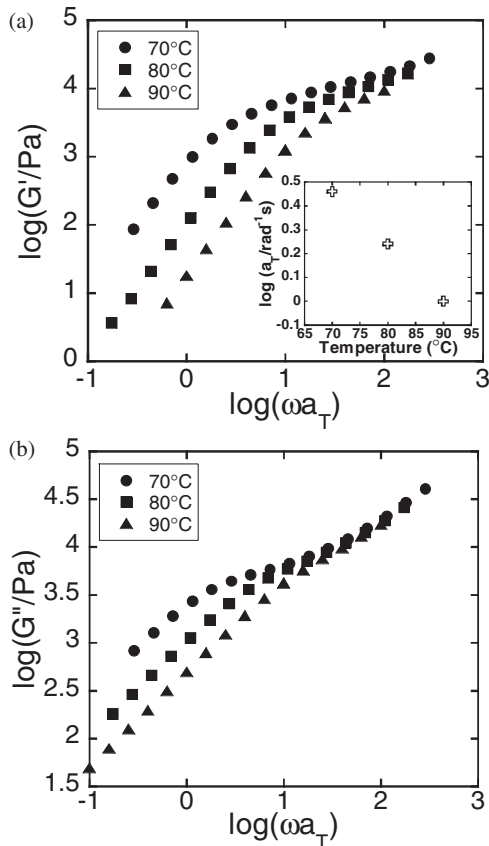 (a)
70°C
80°C
90°C
5
4
3
2
1
0
log(G'/Pa)
0.5
0.4
0.3
0.2
0.1
0
-0.1
log (a_T/rad⁻¹s)
65 70 75 80 85 90 95
Temperature (°C)
-1 0 1 2 3
log(ωa_T)
(b)
70°C
80°C
90°C
5
4.5
4
3.5
3
2.5
2
1.5
log(G"/Pa)
-1 0 1 2 3
log(ωa_T)